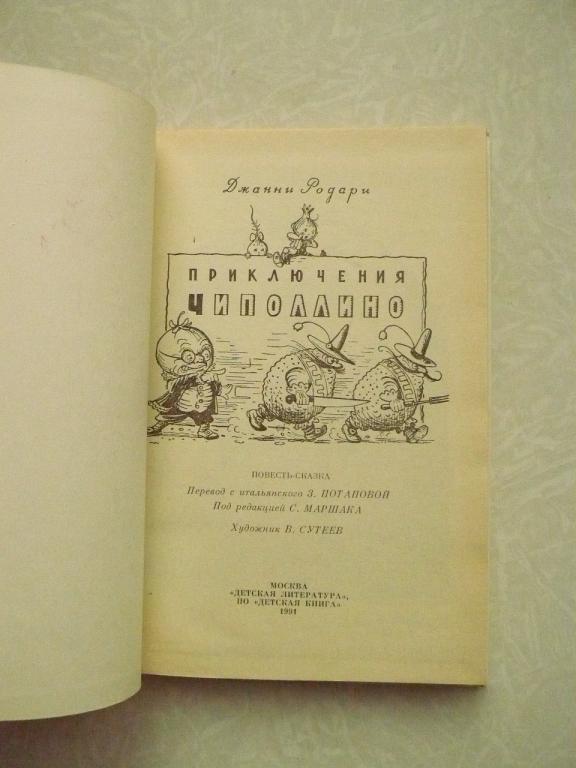 Джанни Родари
ПРИКЛЮЧЕНИЯ
ЧИПОЛЛИНО
ПОВЕСТЬ-СКАЗКА
Перевод с итальянского З. ПОТАПОВОЙ
Под редакцией С. МАРШАКА
Художник В. СУТЕЕВ
МОСКВА
«ДЕТСКАЯ ЛИТЕРАТУРА»,
ПО «ДЕТСКАЯ КНИГА»
1991